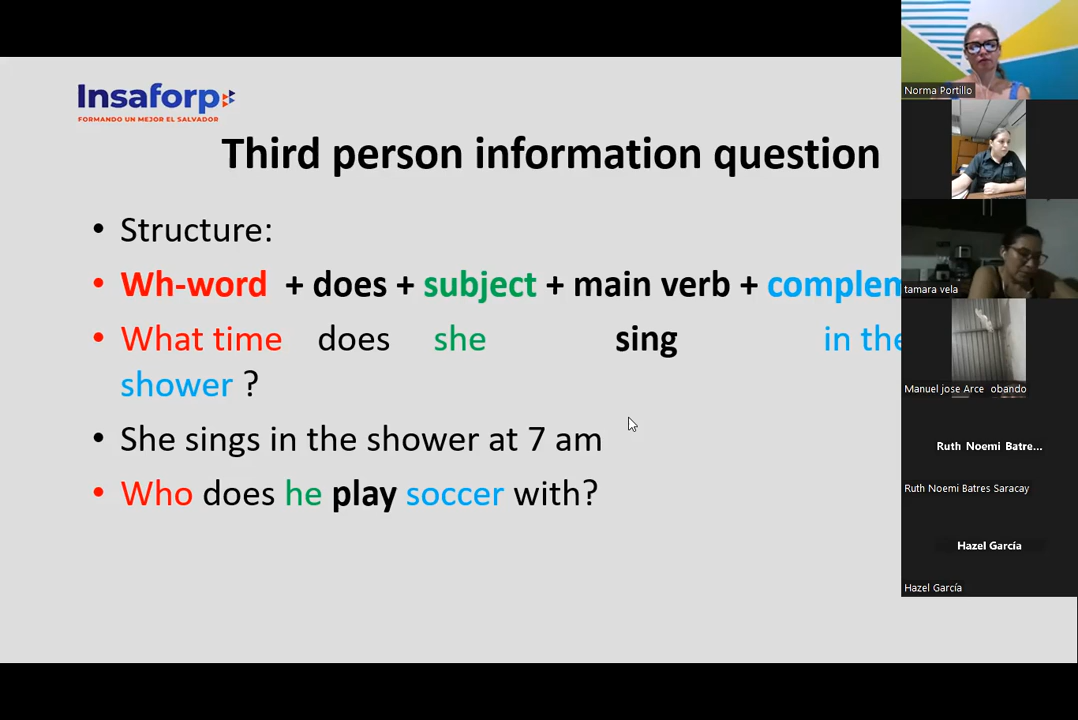 Insaforp
FORMANDO UN MEJOR EL SALVADOR
Third person information question
• Structure:
• Wh-word + does + subject + main verb + complem
• What time does she sing in the
shower ?
• She sings in the shower at 7 am
• Who does he play soccer with?
Norma Portillo
tamara vela
Manuel jose Arce obando
Ruth Noemi Batre...
Ruth Noemi Batres Saracay
Hazel García
Hazel García